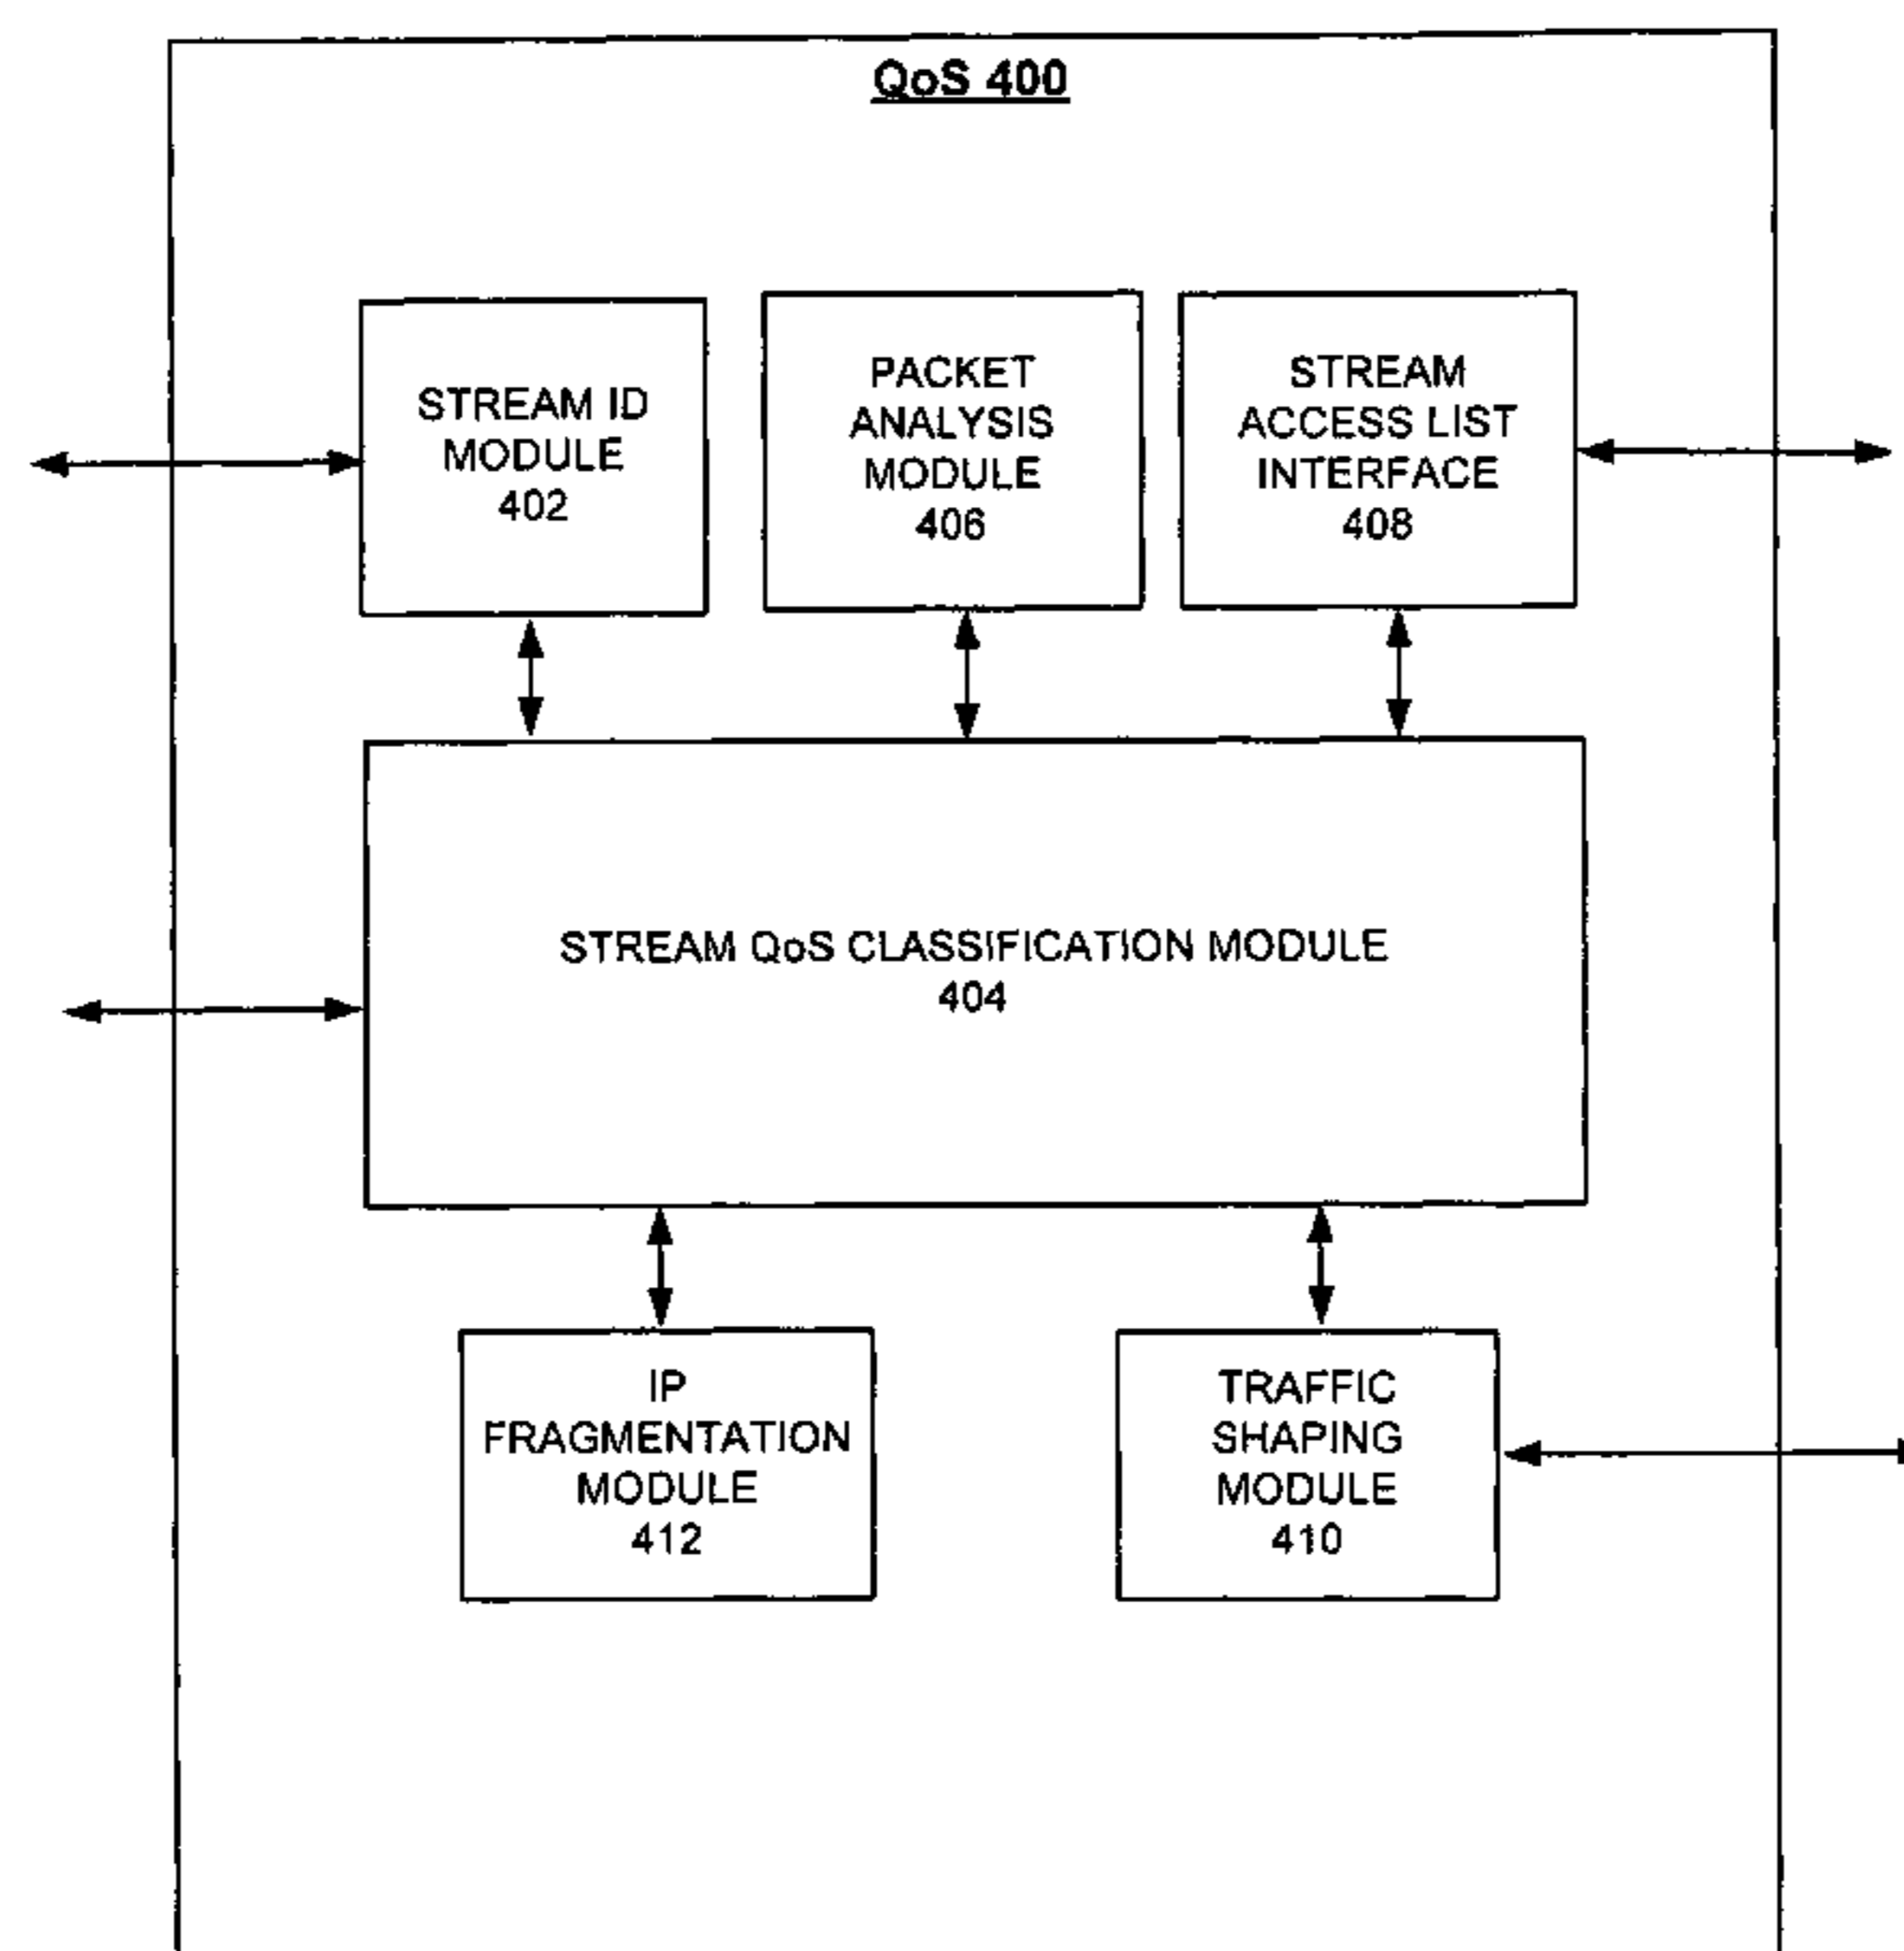 QoS 400
STREAM ID
MODULE
402
PACKET
ANALYSIS
MODULE
406
STREAM
ACCESS LIST
INTERFACE
408
STREAM QoS CLASSIFICATION MODULE
404
IP
FRAGMENTATION
MODULE
412
TRAFFIC
SHAPING
MODULE
410